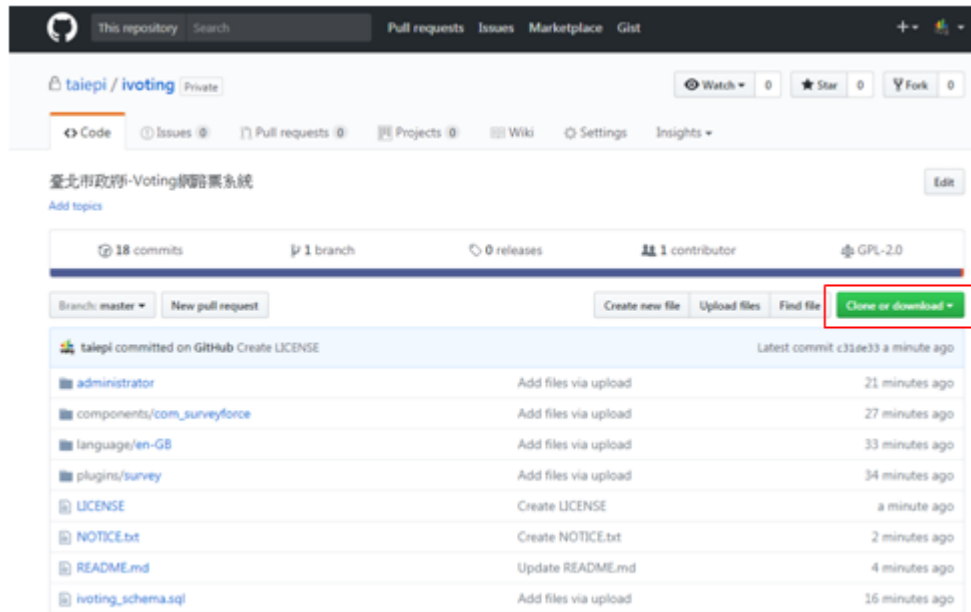 This repository Search Pull requests Issues Marketplace Gist
taiepi / ivoting Private Watch 0 Star 0 Fork 0
Code Issues 0 Pull requests 0 Projects 0 Wiki Settings Insights
臺北市政府i-Voting網路票系統 Edit
Add topics
18 commits 1 branch 0 releases 1 contributor GPL-2.0
Branch: master New pull request Create new file Upload files Find file Clone or download
taiepi committed on GitHub Create LICENSE Latest commit c31de33 a minute ago
administrator Add files via upload 21 minutes ago
components/com_surveyforce Add files via upload 27 minutes ago
language/en-GB Add files via upload 33 minutes ago
plugins/survey Add files via upload 34 minutes ago
LICENSE Create LICENSE a minute ago
NOTICE.txt Create NOTICE.txt 2 minutes ago
README.md Update README.md 4 minutes ago
ivoting_schema.sql Add files via upload 16 minutes ago